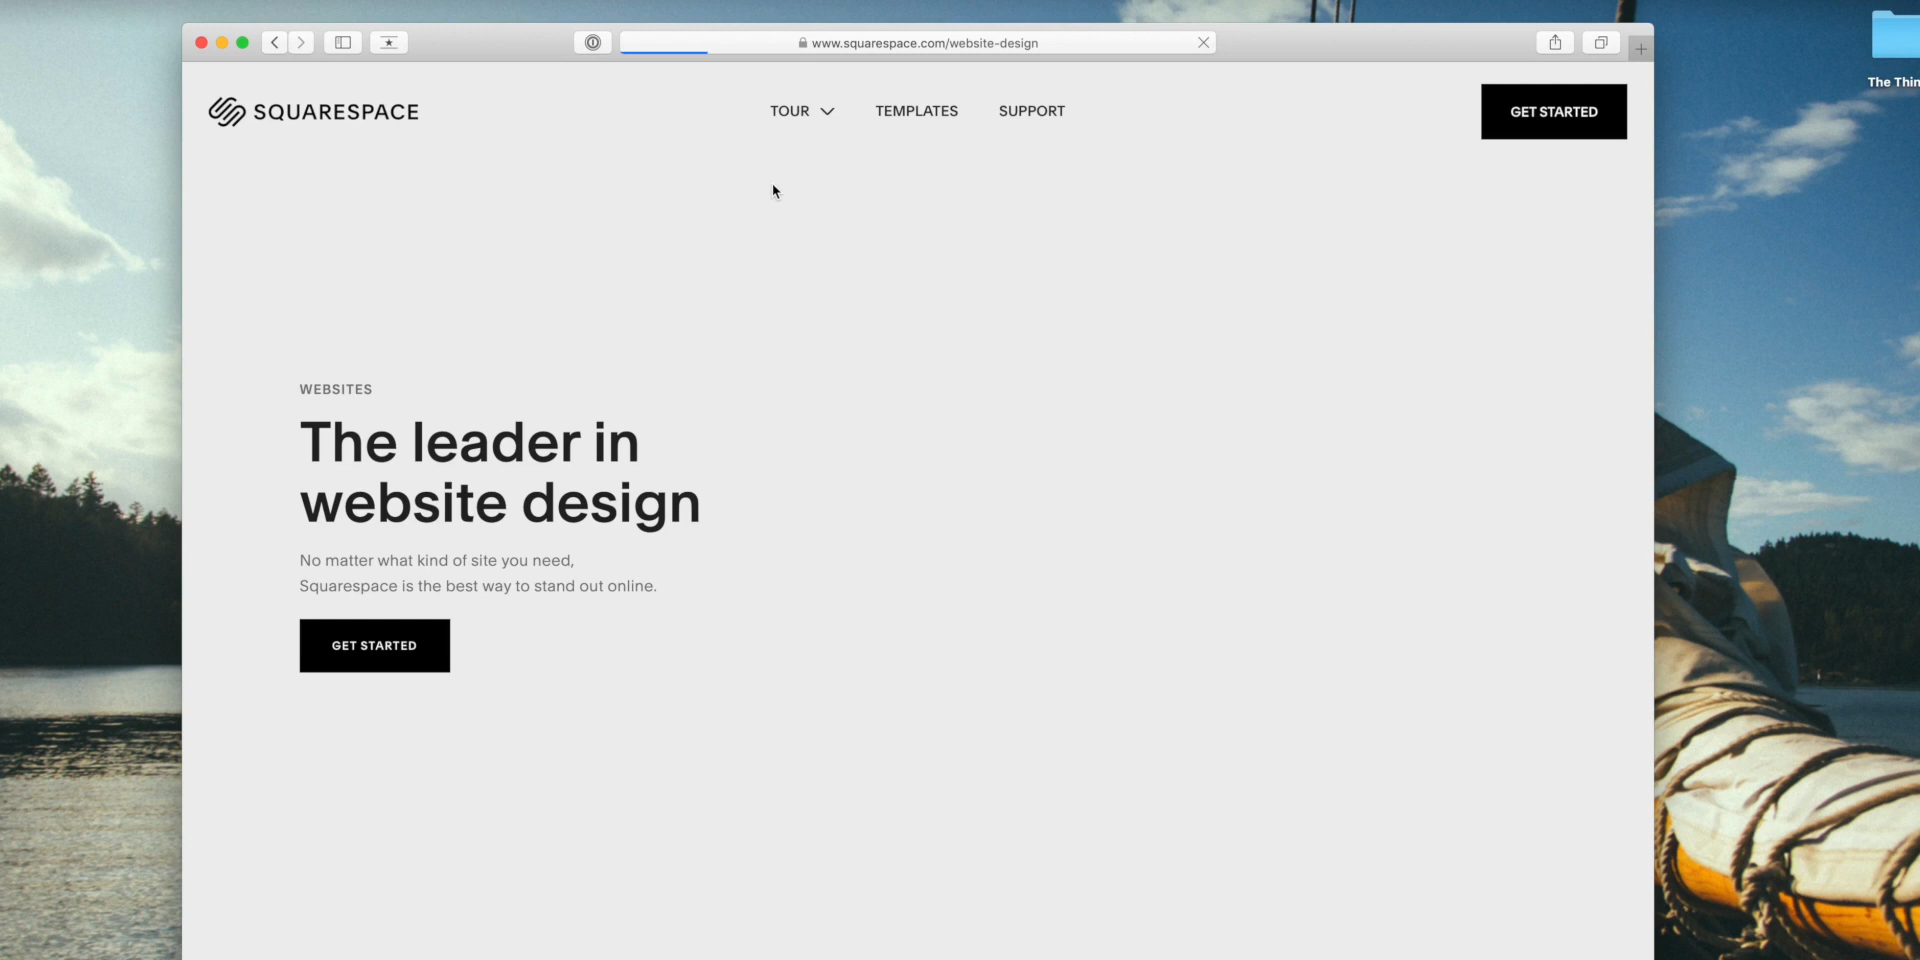 www.squarespace.com/website-design
The Thin
SQUARESPACE
TOUR
TEMPLATES
SUPPORT
GET STARTED
WEBSITES
The leader in
website design
No matter what kind of site you need,
Squarespace is the best way to stand out online.
GET STARTED